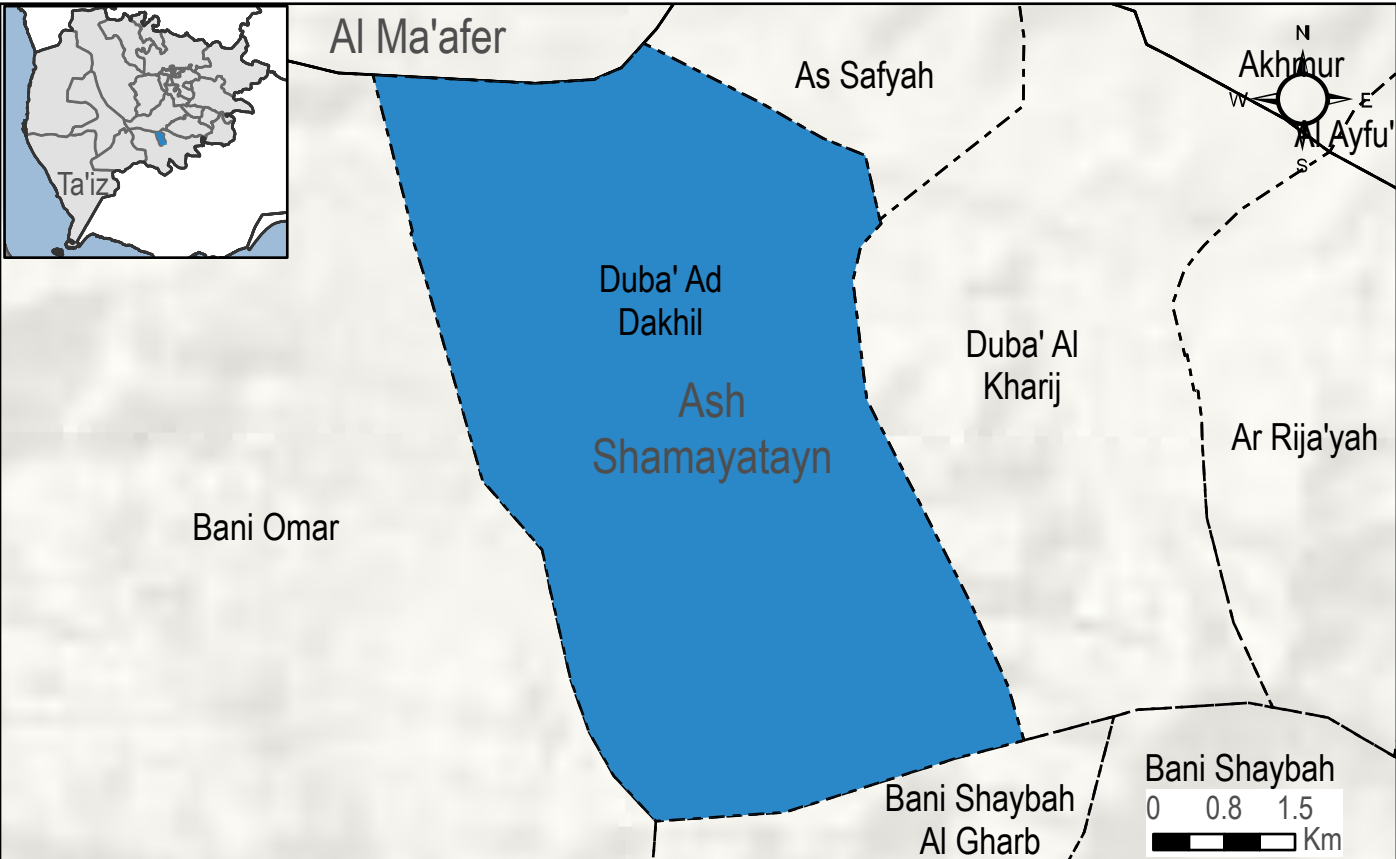 Al Ma'afer
As Safyah
N
Akhmur
W
E
Al Ayfu'
S
Ta'iz
Duba' Ad
Dakhil
Duba' Al
Kharij
Ash
Shamayatayn
Ar Rija'yah
Bani Omar
Bani Shaybah
Al Gharb
Bani Shaybah
0 0.8 1.5
Km